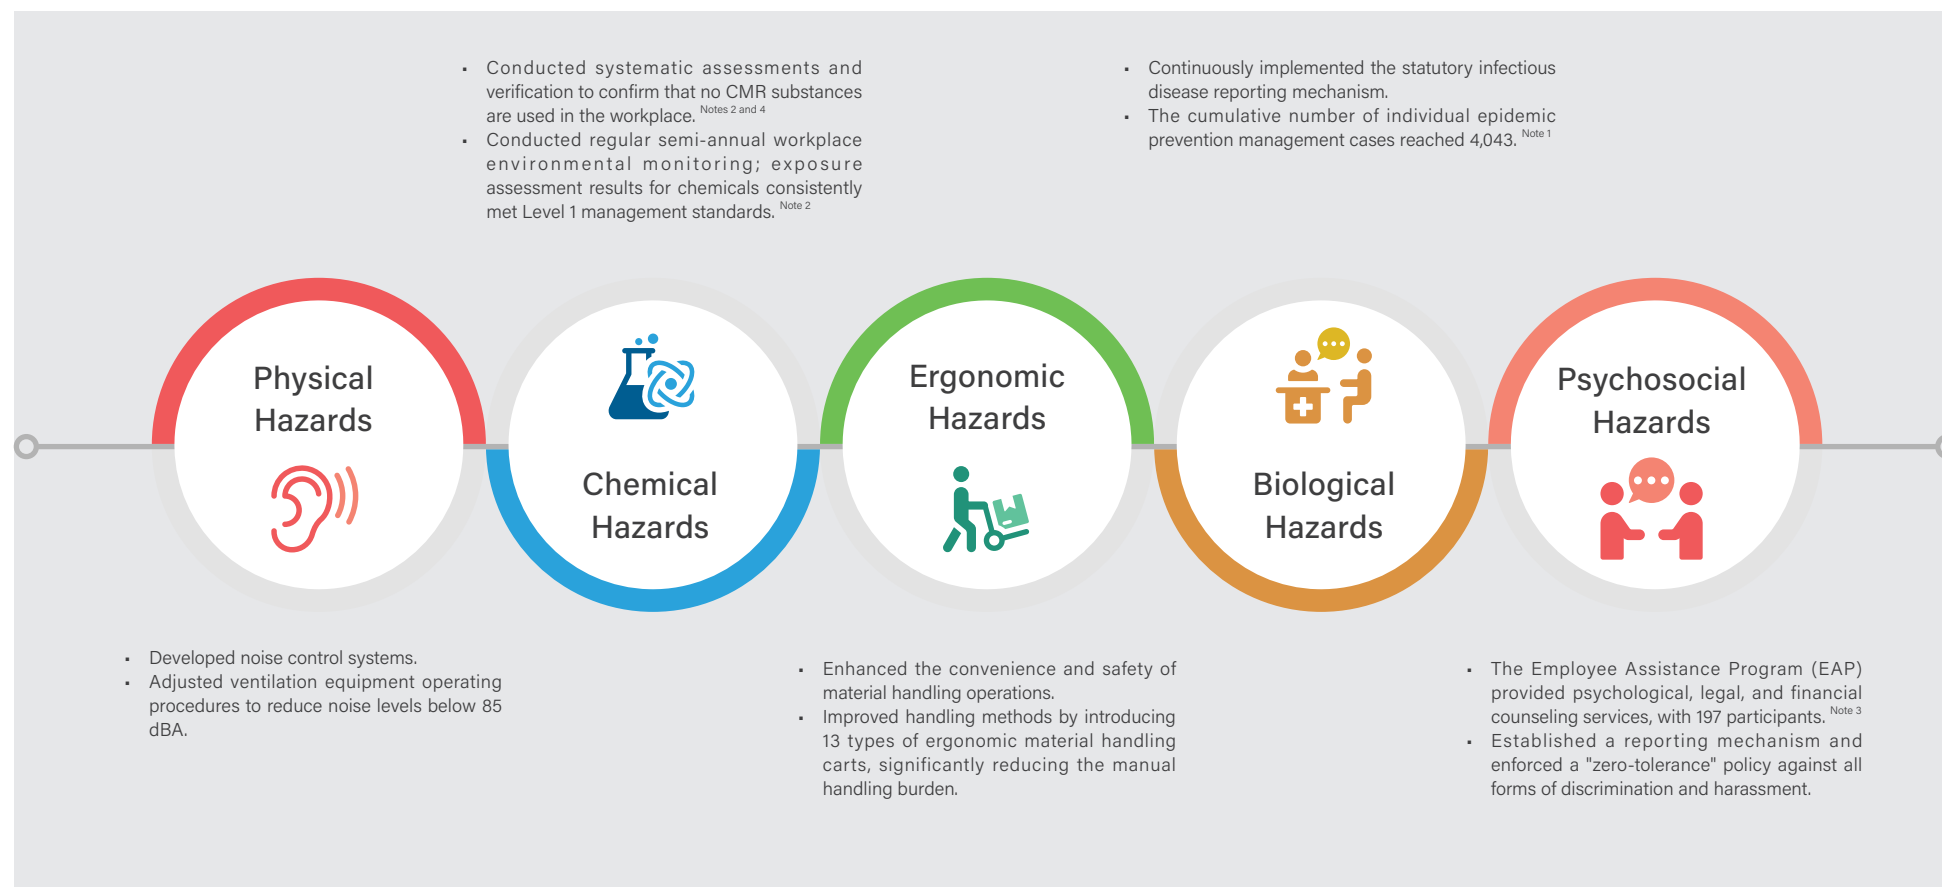 ▪ Conducted systematic assessments and
verification to confirm that no CMR substances
are used in the workplace. Notes 2 and 4
▪ Conducted regular semi-annual workplace
environmental monitoring; exposure
assessment results for chemicals consistently
met Level 1 management standards. Note 2
▪ Continuously implemented the statutory infectious
disease reporting mechanism.
▪ The cumulative number of individual epidemic
prevention management cases reached 4,043. Note 1
Physical
Hazards
Chemical
Hazards
Ergonomic
Hazards
Biological
Hazards
Psychosocial
Hazards
▪ Developed noise control systems.
▪ Adjusted ventilation equipment operating
procedures to reduce noise levels below 85
dBA.
▪ Enhanced the convenience and safety of
material handling operations.
▪ Improved handling methods by introducing
13 types of ergonomic material handling
carts, significantly reducing the manual
handling burden.
▪ The Employee Assistance Program (EAP)
provided psychological, legal, and financial
counseling services, with 197 participants. Note 3
▪ Established a reporting mechanism and
enforced a "zero-tolerance" policy against all
forms of discrimination and harassment.